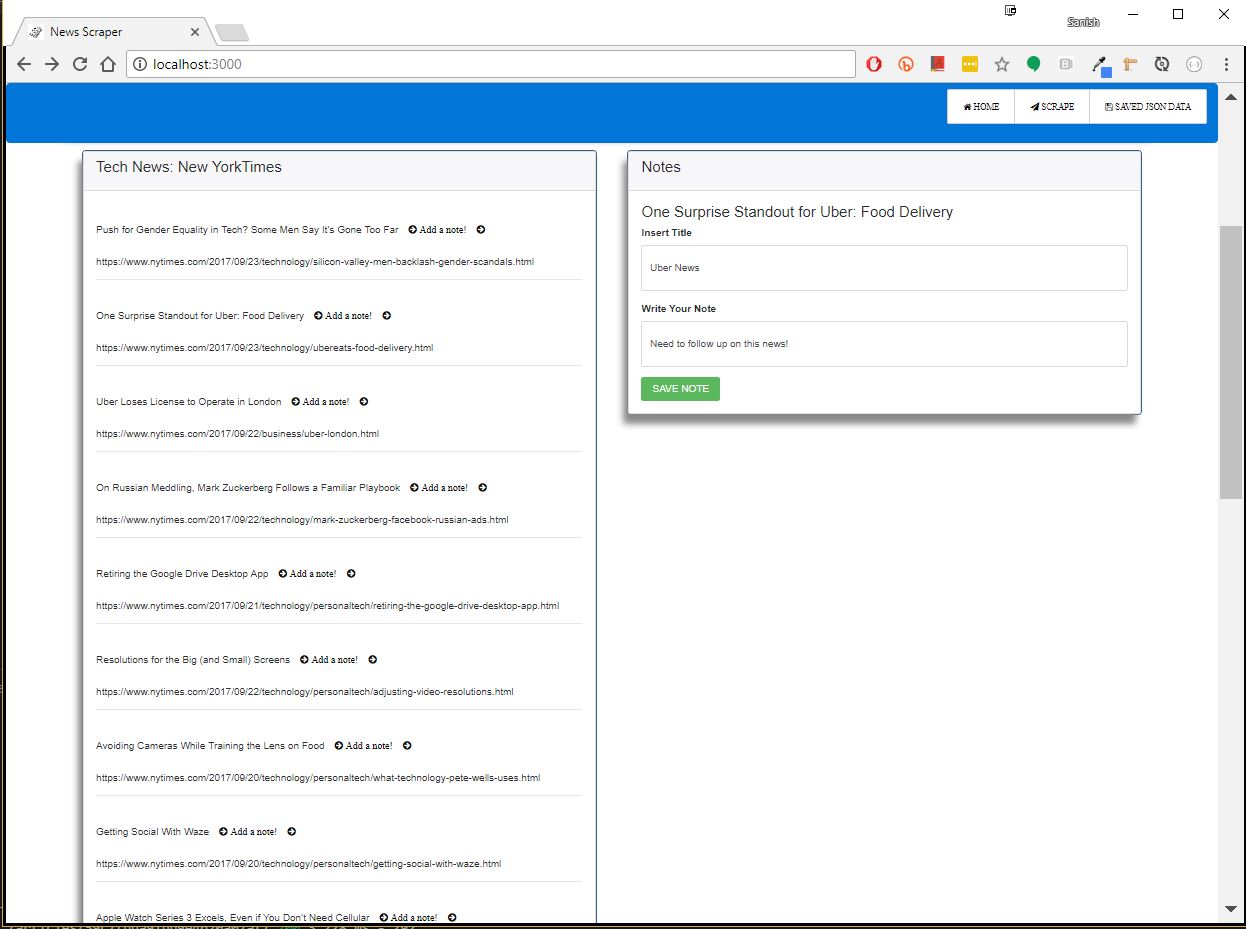 News Scraper
Sanish
localhost:3000
HOME
SCRAPE
SAVED JSON DATA
Tech News: New YorkTimes
Push for Gender Equality in Tech? Some Men Say It's Gone Too Far Add a note!
https://www.nytimes.com/2017/09/23/technology/silicon-valley-men-backlash-gender-scandals.html
One Surprise Standout for Uber: Food Delivery Add a note!
https://www.nytimes.com/2017/09/23/technology/ubereats-food-delivery.html
Uber Loses License to Operate in London Add a note!
https://www.nytimes.com/2017/09/22/business/uber-london.html
On Russian Meddling, Mark Zuckerberg Follows a Familiar Playbook Add a note!
https://www.nytimes.com/2017/09/22/technology/mark-zuckerberg-facebook-russian-ads.html
Retiring the Google Drive Desktop App Add a note!
https://www.nytimes.com/2017/09/21/technology/personaltech/retiring-the-google-drive-desktop-app.html
Resolutions for the Big (and Small) Screens Add a note!
https://www.nytimes.com/2017/09/22/technology/personaltech/adjusting-video-resolutions.html
Avoiding Cameras While Training the Lens on Food Add a note!
https://www.nytimes.com/2017/09/20/technology/personaltech/what-technology-pete-wells-uses.html
Getting Social With Waze Add a note!
https://www.nytimes.com/2017/09/20/technology/personaltech/getting-social-with-waze.html
Apple Watch Series 3 Excels, Even if You Don't Need Cellular Add a note!
Notes
One Surprise Standout for Uber: Food Delivery
Insert Title
Uber News
Write Your Note
Need to follow up on this news!
SAVE NOTE